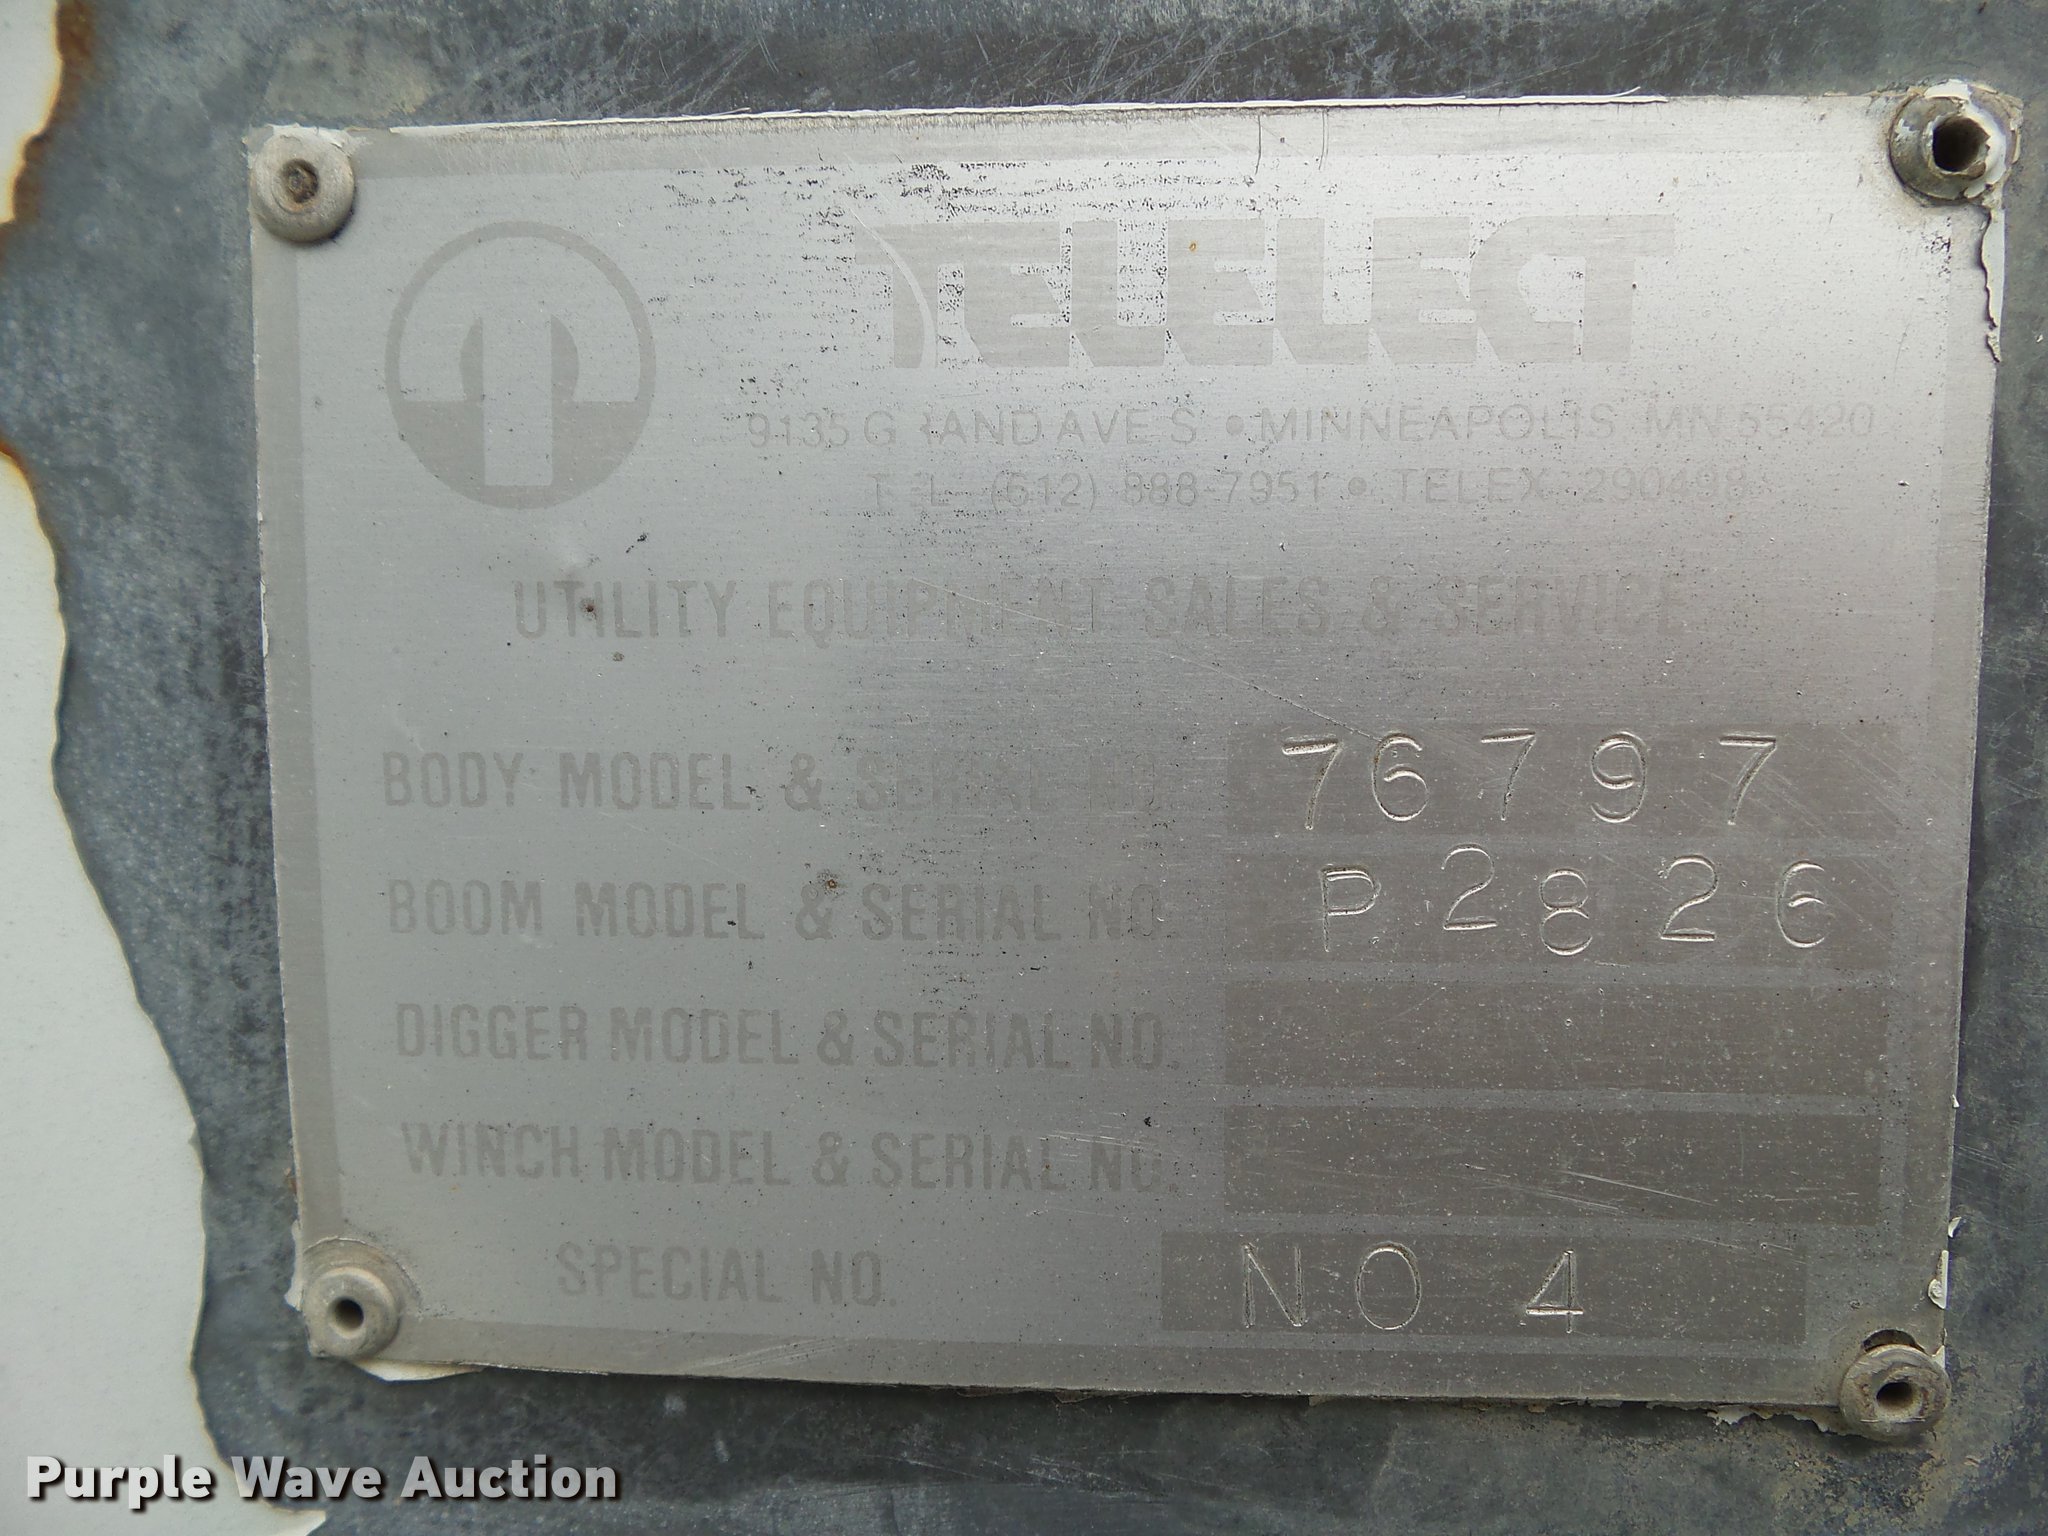 TELELECT
9135 GRAND AVE S • MINNEAPOLIS MN 55420
TEL (612) 888-7951 • TELEX 290498
UTILITY EQUIPMENT SALES & SERVICE
BODY MODEL & SERIAL NO. 76797
BOOM MODEL & SERIAL NO. P2826
DIGGER MODEL & SERIAL NO.
WINCH MODEL & SERIAL NO.
SPECIAL NO. NO 4
Purple Wave Auction